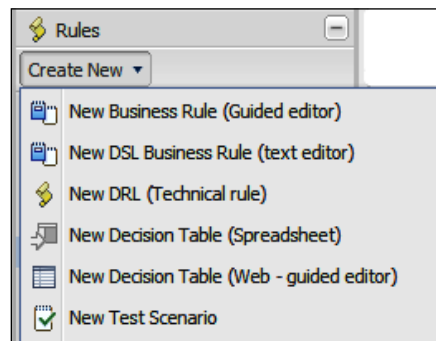 Rules
Create New
New Business Rule (Guided editor)
New DSL Business Rule (text editor)
New DRL (Technical rule)
New Decision Table (Spreadsheet)
New Decision Table (Web - guided editor)
New Test Scenario